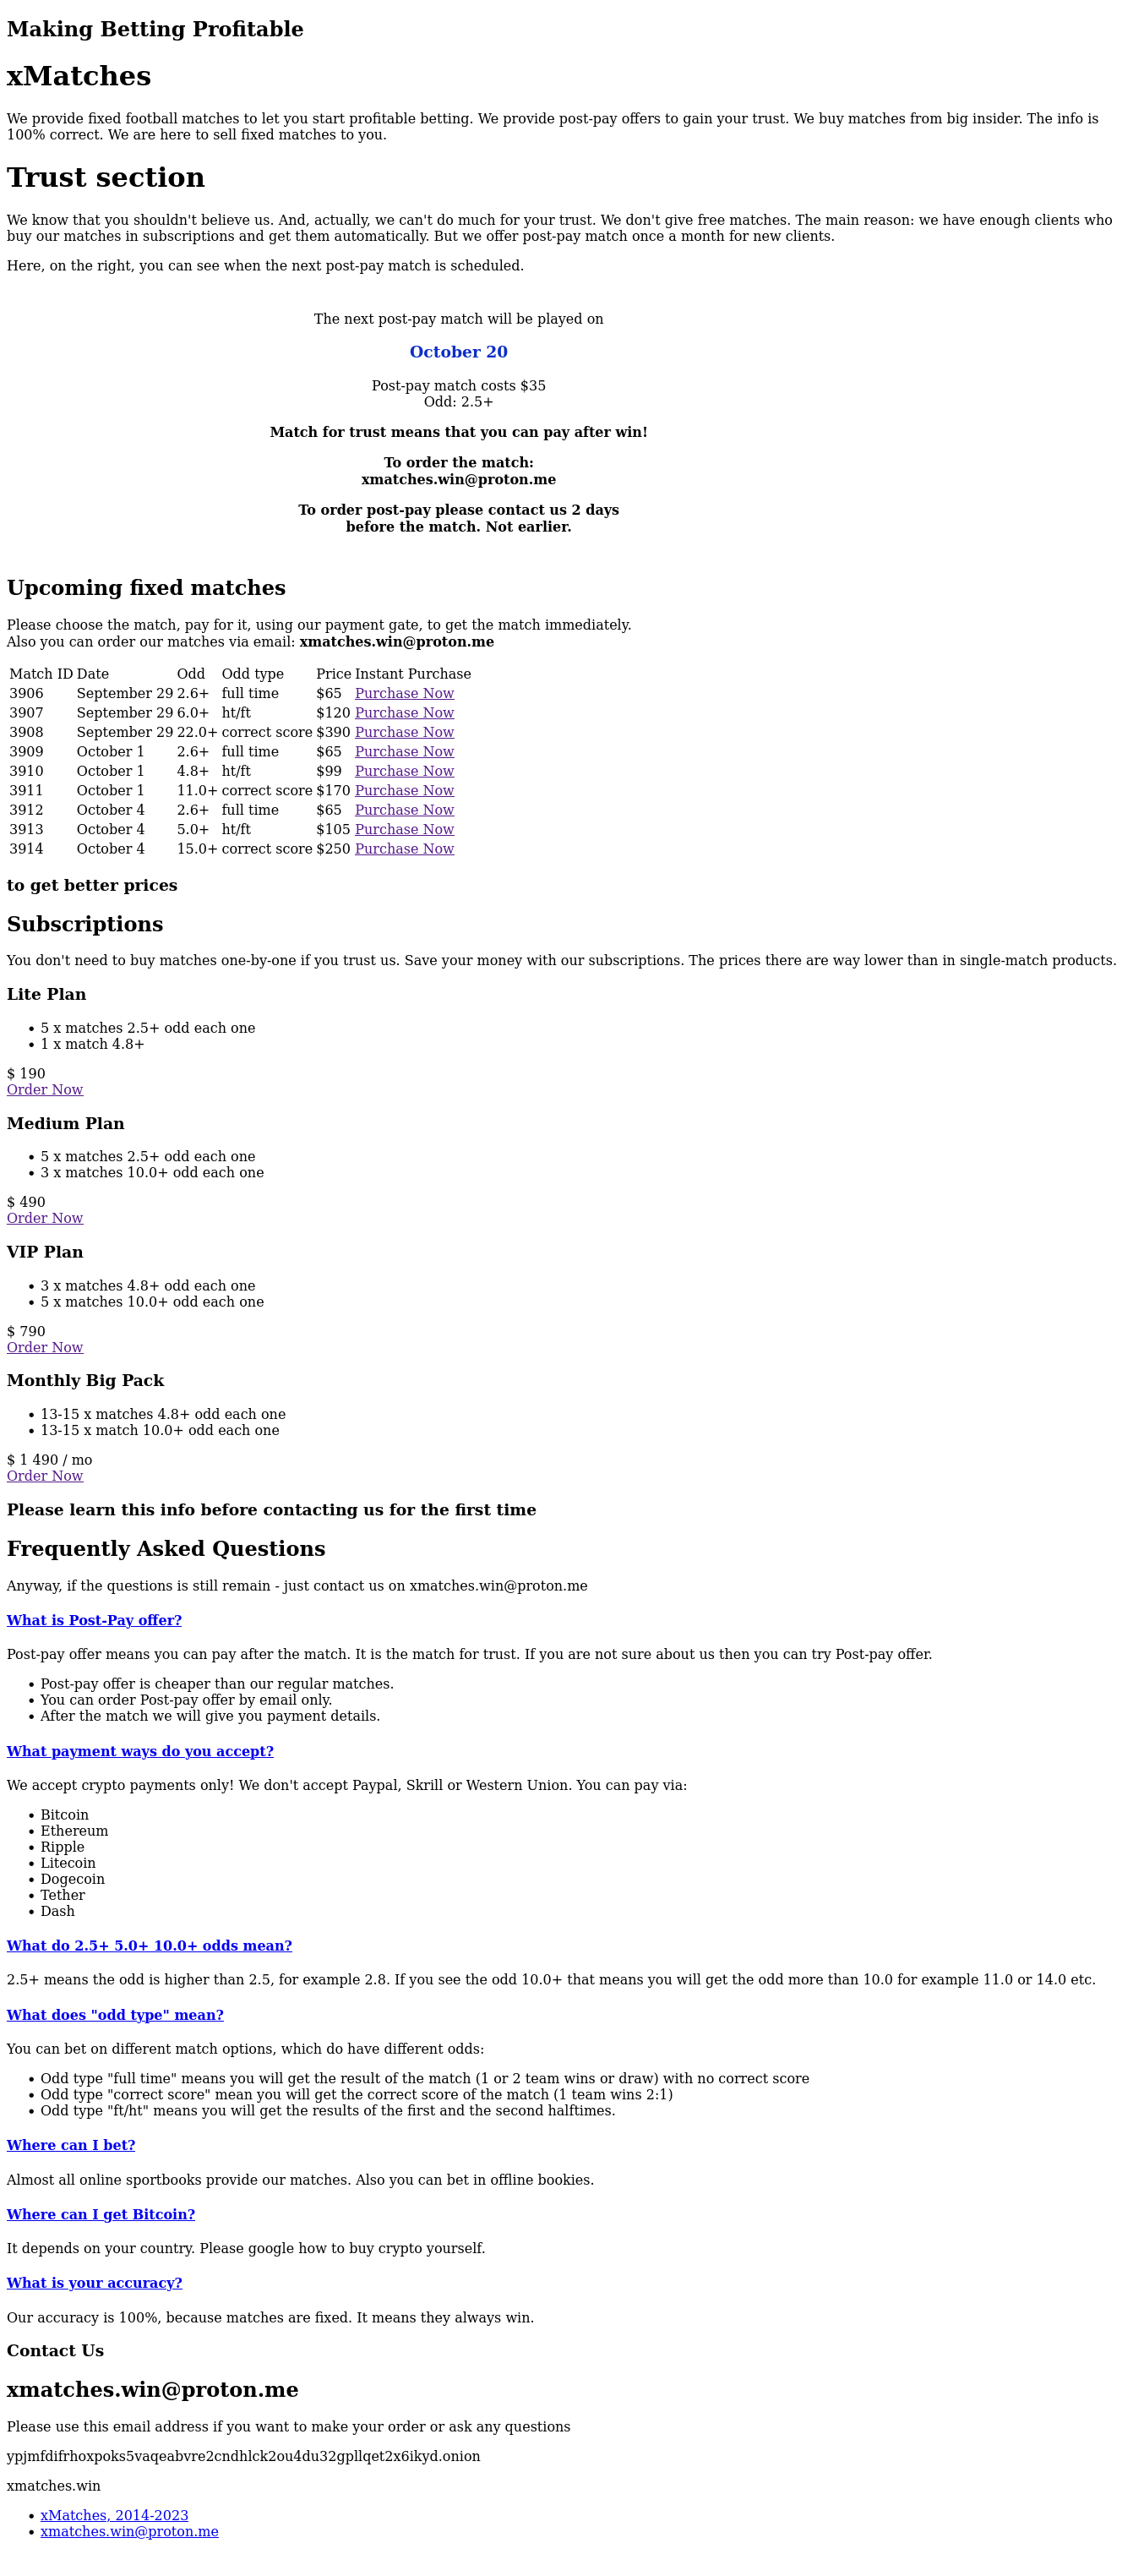 Making Betting Profitable
xMatches
We provide fixed football matches to let you start profitable betting. We provide post-pay offers to gain your trust. We buy matches from big insider. The info is
100% correct. We are here to sell fixed matches to you.
Trust section
We know that you shouldn't believe us. And, actually, we can't do much for your trust. We don't give free matches. The main reason: we have enough clients who
buy our matches in subscriptions and get them automatically. But we offer post-pay match once a month for new clients.
Here, on the right, you can see when the next post-pay match is scheduled.
The next post-pay match will be played on
October 20
Post-pay match costs $35
Odd: 2.5+
Match for trust means that you can pay after win!
To order the match:
xmatches.win@proton.me
To order post-pay please contact us 2 days
before the match. Not earlier.
Upcoming fixed matches
Please choose the match, pay for it, using our payment gate, to get the match immediately.
Also you can order our matches via email: xmatches.win@proton.me
Match ID Date Odd Odd type Price Instant Purchase
3906 September 29 2.6+ full time $65 Purchase Now
3907 September 29 6.0+ ht/ft $120 Purchase Now
3908 September 29 22.0+ correct score $390 Purchase Now
3909 October 1 2.6+ full time $65 Purchase Now
3910 October 1 4.8+ ht/ft $99 Purchase Now
3911 October 1 11.0+ correct score $170 Purchase Now
3912 October 4 2.6+ full time $65 Purchase Now
3913 October 4 5.0+ ht/ft $105 Purchase Now
3914 October 4 15.0+ correct score $250 Purchase Now
to get better prices
Subscriptions
You don't need to buy matches one-by-one if you trust us. Save your money with our subscriptions. The prices there are way lower than in single-match products.
Lite Plan
• 5 x matches 2.5+ odd each one
• 1 x match 4.8+
$ 190
Order Now
Medium Plan
• 5 x matches 2.5+ odd each one
• 3 x matches 10.0+ odd each one
$ 490
Order Now
VIP Plan
• 3 x matches 4.8+ odd each one
• 5 x matches 10.0+ odd each one
$ 790
Order Now
Monthly Big Pack
• 13-15 x matches 4.8+ odd each one
• 13-15 x match 10.0+ odd each one
$ 1 490 / mo
Order Now
Please learn this info before contacting us for the first time
Frequently Asked Questions
Anyway, if the questions is still remain - just contact us on xmatches.win@proton.me
What is Post-Pay offer?
Post-pay offer means you can pay after the match. It is the match for trust. If you are not sure about us then you can try Post-pay offer.
• Post-pay offer is cheaper than our regular matches.
• You can order Post-pay offer by email only.
• After the match we will give you payment details.
What payment ways do you accept?
We accept crypto payments only! We don't accept Paypal, Skrill or Western Union. You can pay via:
• Bitcoin
• Ethereum
• Ripple
• Litecoin
• Dogecoin
• Tether
• Dash
What do 2.5+ 5.0+ 10.0+ odds mean?
2.5+ means the odd is higher than 2.5, for example 2.8. If you see the odd 10.0+ that means you will get the odd more than 10.0 for example 11.0 or 14.0 etc.
What does "odd type" mean?
You can bet on different match options, which do have different odds:
• Odd type "full time" means you will get the result of the match (1 or 2 team wins or draw) with no correct score
• Odd type "correct score" mean you will get the correct score of the match (1 team wins 2:1)
• Odd type "ft/ht" means you will get the results of the first and the second halftimes.
Where can I bet?
Almost all online sportbooks provide our matches. Also you can bet in offline bookies.
Where can I get Bitcoin?
It depends on your country. Please google how to buy crypto yourself.
What is your accuracy?
Our accuracy is 100%, because matches are fixed. It means they always win.
Contact Us
xmatches.win@proton.me
Please use this email address if you want to make your order or ask any questions
ypjmfdifrhoxpoks5vaqeabvre2cndhlck2ou4du32gpllqet2x6ikyd.onion
xmatches.win
• xMatches, 2014-2023
• xmatches.win@proton.me